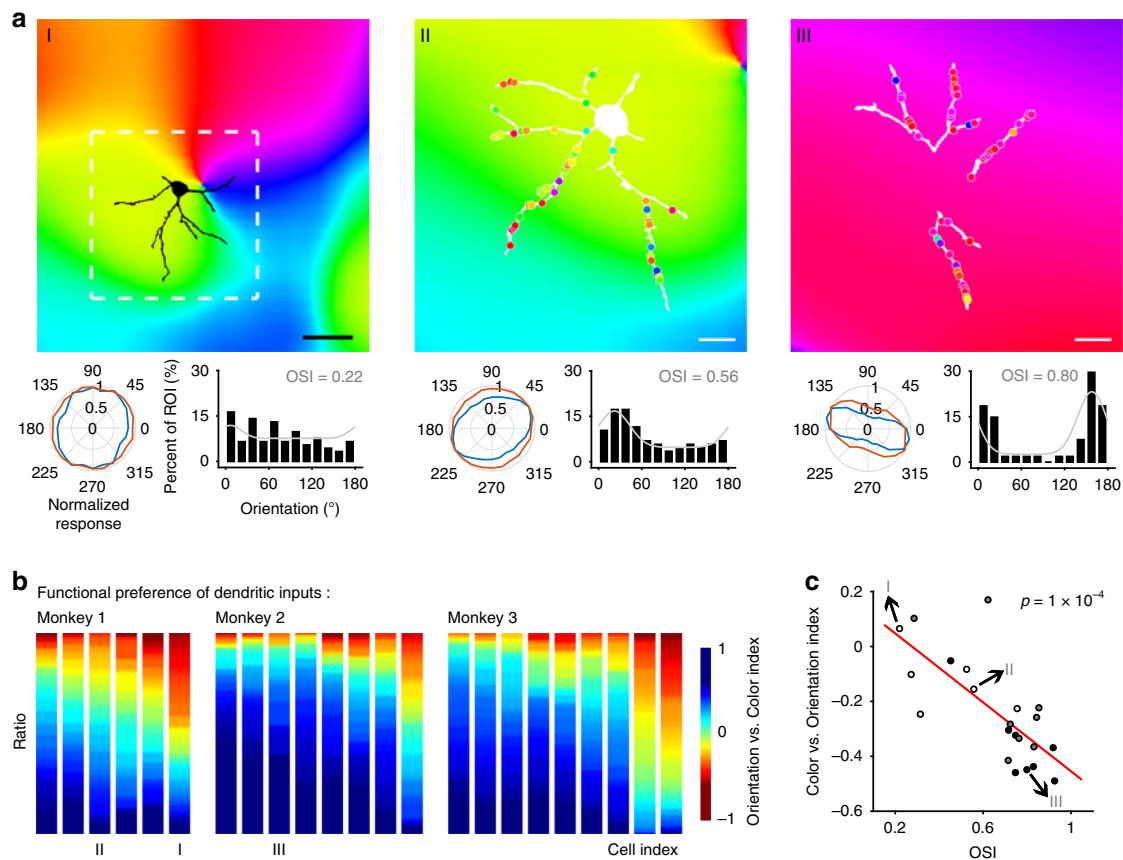 a
I
II
III
90
135
45
1
0.5
180
0
0
225
315
270
Normalized
response
Percent of ROI (%)
30
15
0
OSI = 0.22
0
60
120
180
Orientation (°)
90
135
45
1
0.5
180
0
0
225
315
270
30
15
0
OSI = 0.56
0
60
120
180
90
135
45
1
0.5
180
0
0
225
315
270
30
15
0
OSI = 0.80
0
60
120
180
b
Functional preference of dendritic inputs :
Monkey 1
Monkey 2
Monkey 3
Ratio
II
I
III
Cell index
1
0
−1
Orientation vs. Color index
c
0.2
0
−0.2
−0.4
−0.6
Color vs. Orientation index
I
II
III
p = 1 × 10⁻⁴
0.2
0.6
1
OSI